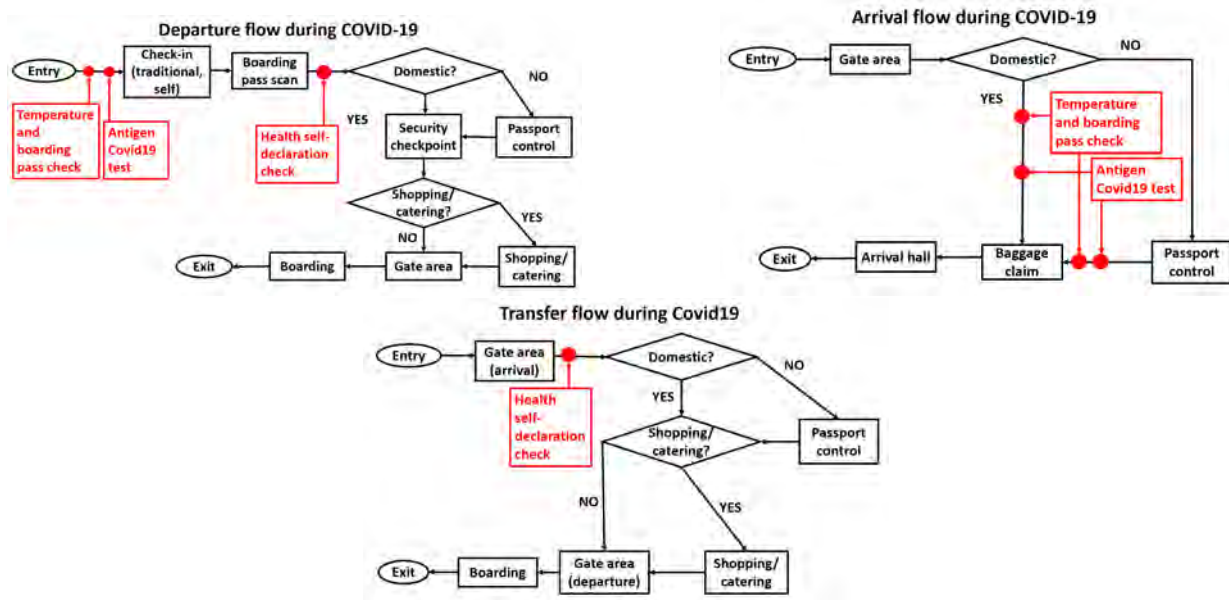 Departure flow during COVID-19
Entry
Check-in
(traditional,
self)
Boarding
pass scan
Domestic?
NO
YES
Temperature
and
boarding
pass check
Antigen
Covid19
test
Health self-
declaration
check
Security
checkpoint
Passport
control
Shopping/
catering?
YES
NO
Exit
Boarding
Gate area
Shopping/
catering
Arrival flow during COVID-19
Entry
Gate area
Domestic?
NO
YES
Temperature
and boarding
pass check
Antigen
Covid19 test
Exit
Arrival hall
Baggage
claim
Passport
control
Transfer flow during Covid19
Entry
Gate area
(arrival)
Domestic?
NO
YES
Health
self-
declaration
check
Shopping/
catering?
Passport
control
NO
YES
Exit
Boarding
Gate area
(departure)
Shopping/
catering